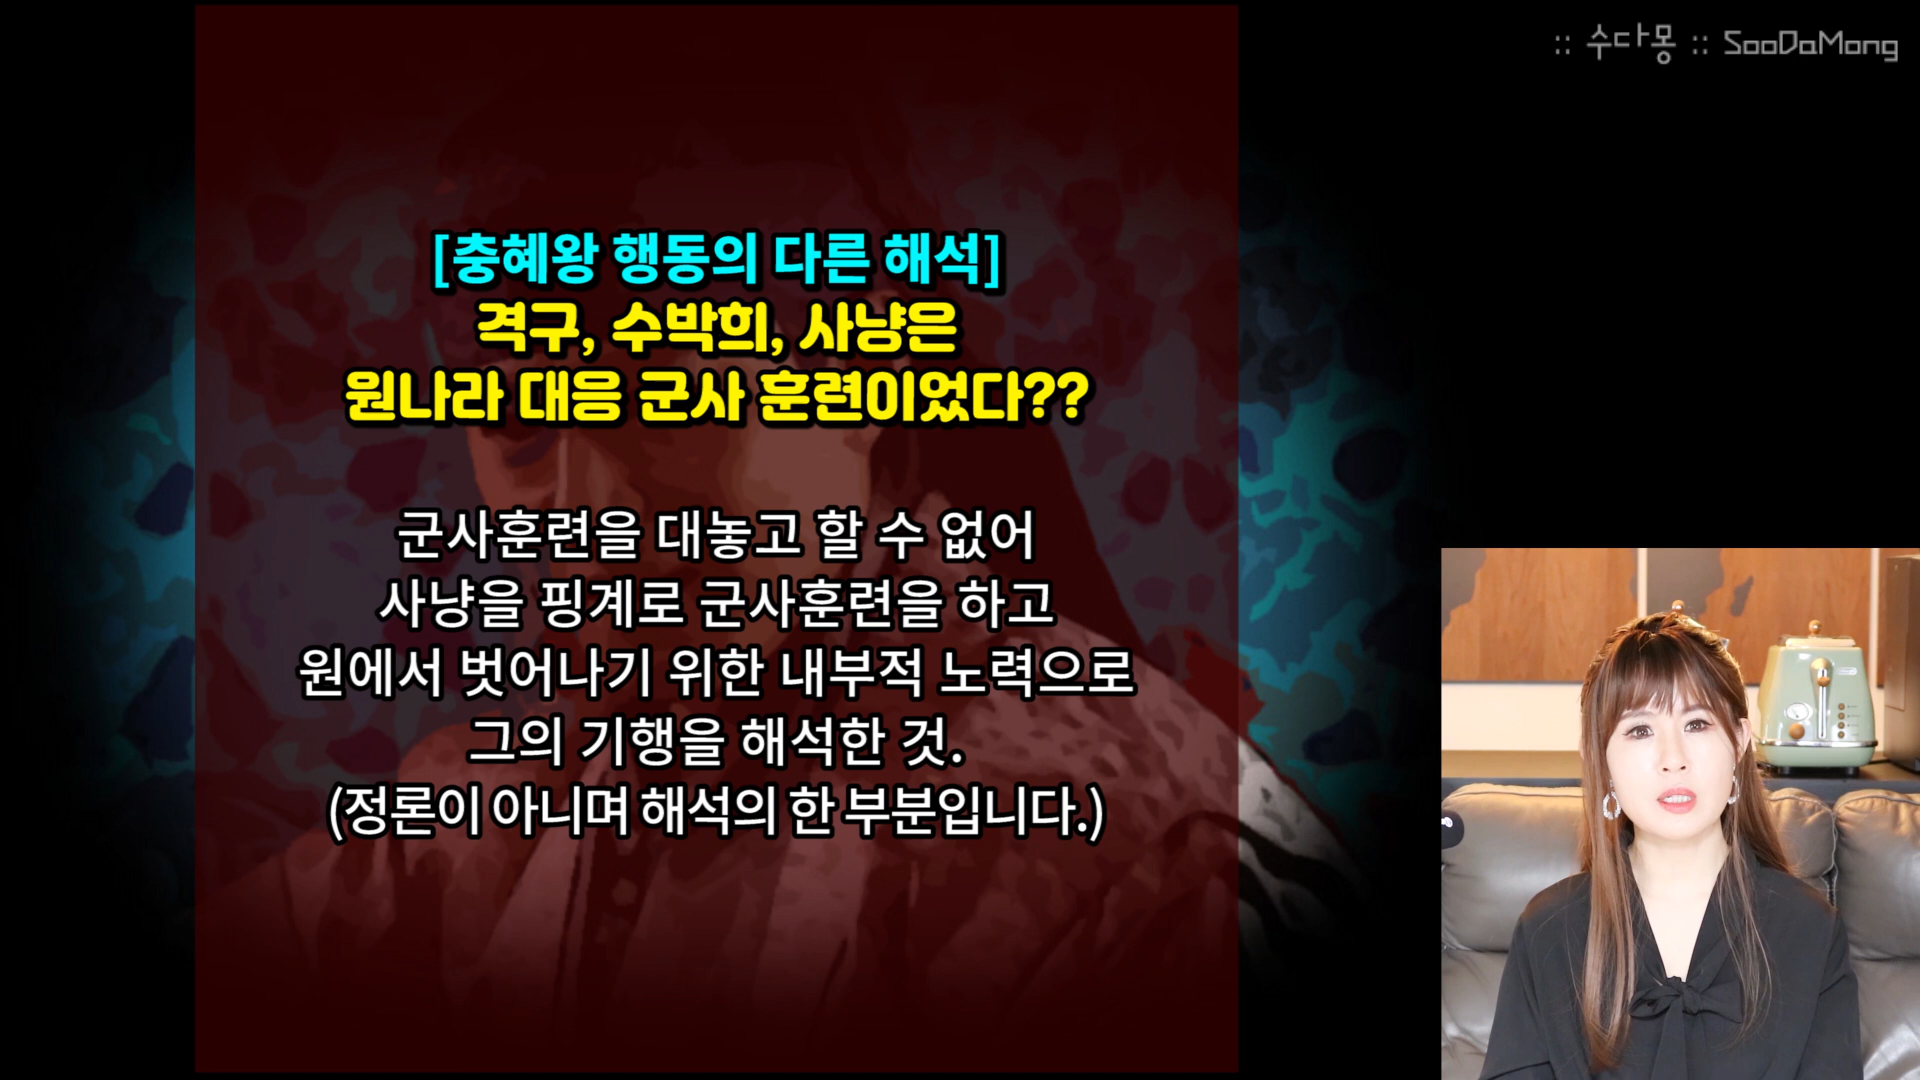 :: 수다몽 :: SooDaMong
[충혜왕 행동의 다른 해석]
격구, 수박희, 사냥은
원나라 대응 군사 훈련이었다??
군사훈련을 대놓고 할 수 없어
사냥을 핑계로 군사훈련을 하고
원에서 벗어나기 위한 내부적 노력으로
그의 기행을 해석한 것.
(정론이 아니며 해석의 한 부분입니다.)